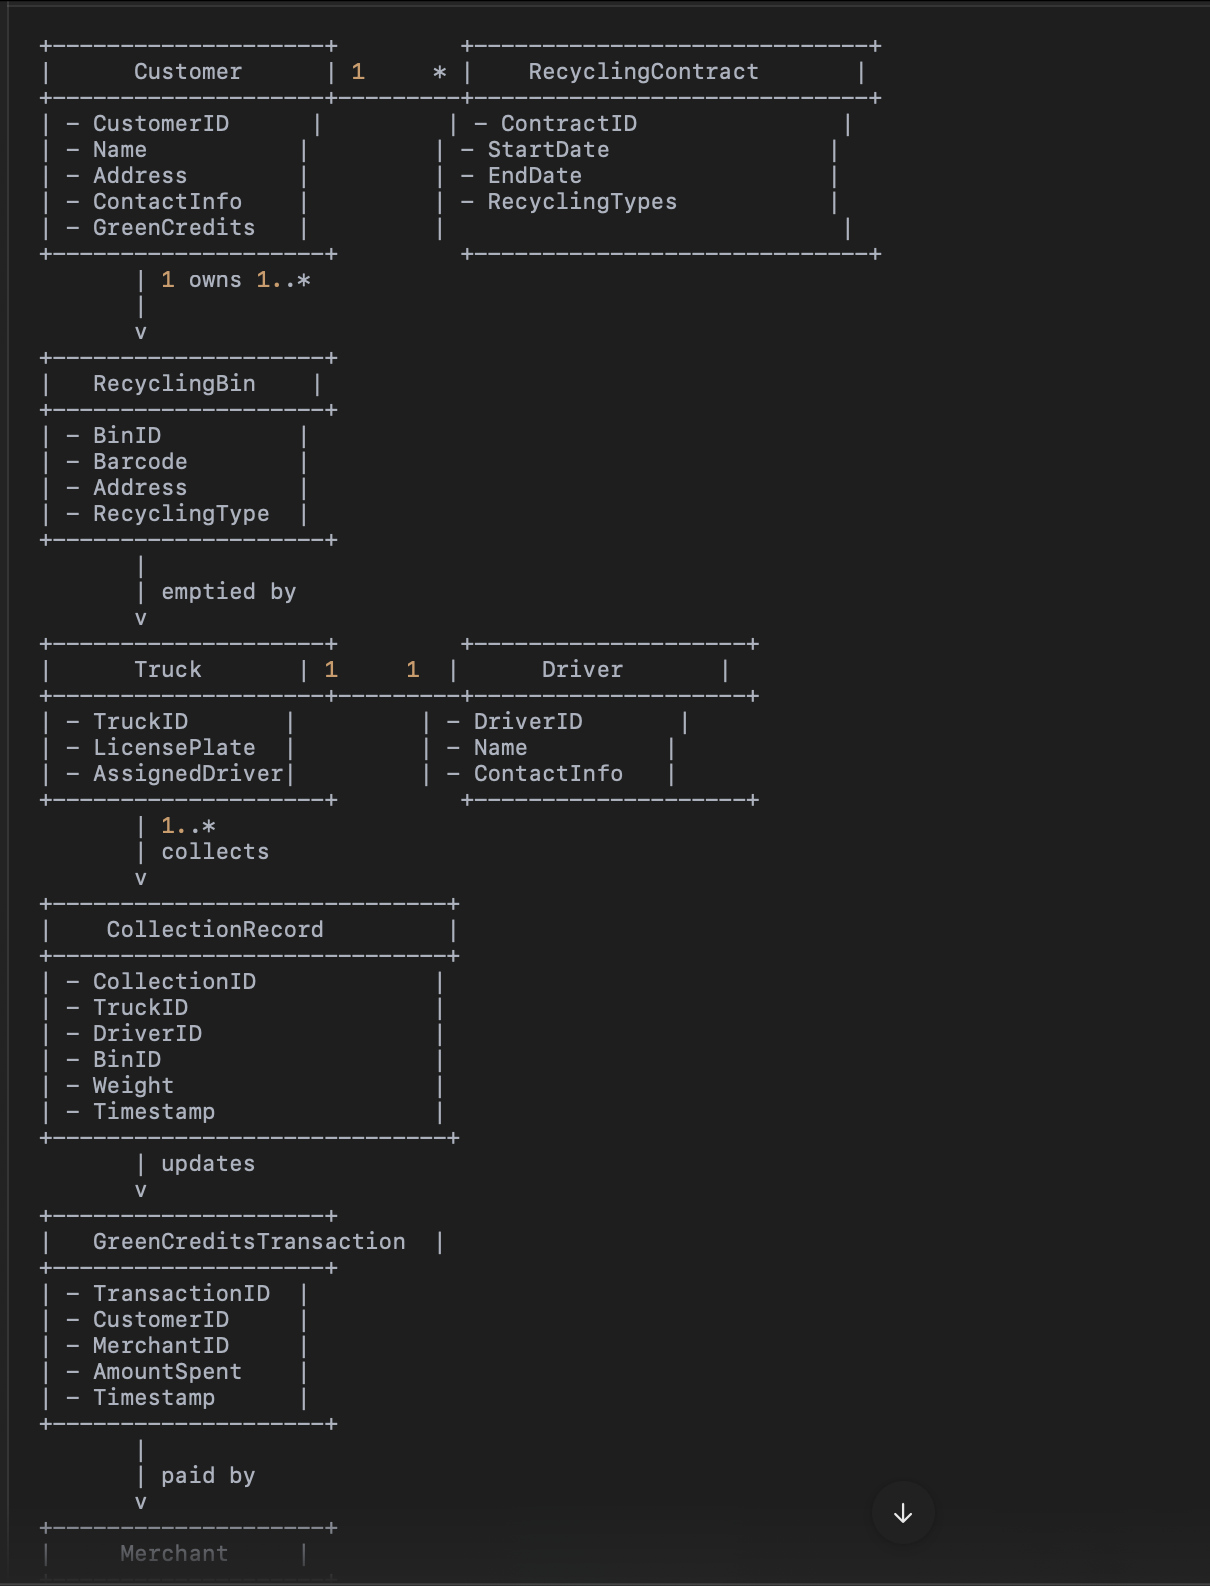 +--------------------+         +-----------------------------+
|      Customer      | 1     * |    RecyclingContract       |
+--------------------+---------+-----------------------------+
| - CustomerID      |         | - ContractID               |
| - Name           |         | - StartDate                |
| - Address        |         | - EndDate                  |
| - ContactInfo    |         | - RecyclingTypes           |
| - GreenCredits   |         |                             |
+--------------------+         +-----------------------------+
       | 1 owns 1..*
       |
       v
+--------------------+
|   RecyclingBin    |
+--------------------+
| - BinID          |
| - Barcode        |
| - Address        |
| - RecyclingType  |
+--------------------+
       |
       | emptied by
       v
+--------------------+         +--------------------+
|      Truck       | 1     1  |      Driver       |
+--------------------+---------+--------------------+
| - TruckID       |         | - DriverID       |
| - LicensePlate  |         | - Name          |
| - AssignedDriver|         | - ContactInfo   |
+--------------------+         +--------------------+
       | 1..*
       | collects
       v
+-----------------------------+
|    CollectionRecord         |
+-----------------------------+
| - CollectionID             |
| - TruckID                  |
| - DriverID                 |
| - BinID                    |
| - Weight                   |
| - Timestamp                |
+-----------------------------+
       | updates
       v
+--------------------+
|   GreenCreditsTransaction  |
+--------------------+
| - TransactionID  |
| - CustomerID     |
| - MerchantID     |
| - AmountSpent    |
| - Timestamp      |
+--------------------+
       |
       | paid by
       v
+--------------------+
|     Merchant     |